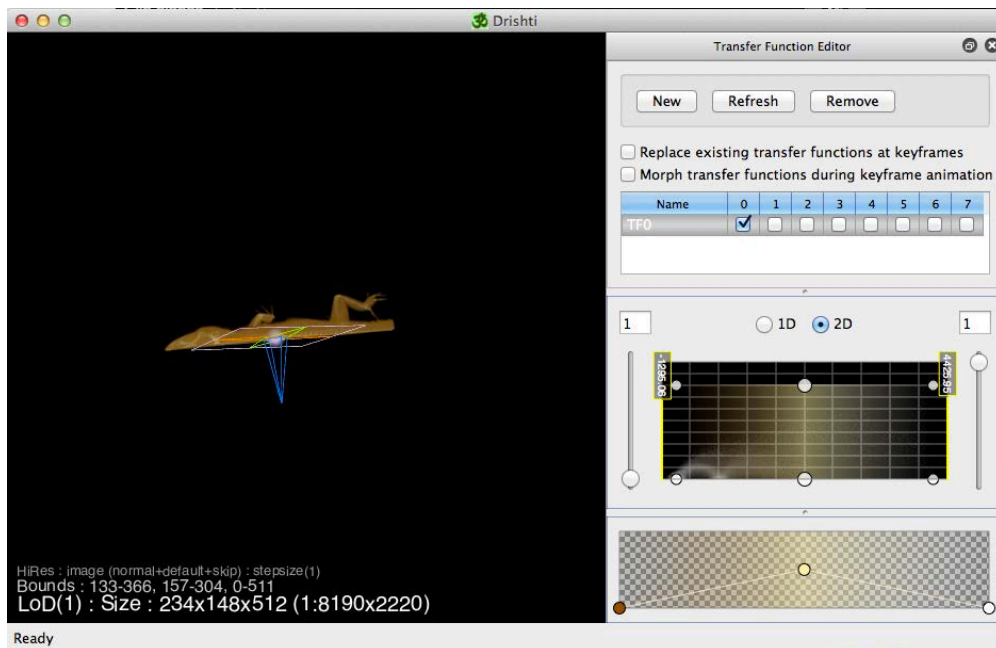 Drishti
Transfer Function Editor
New Refresh Remove
Replace existing transfer functions at keyframes
Morph transfer functions during keyframe animation
Name 0 1 2 3 4 5 6 7
TF0
1 1D 2D 1
-1295.06 4425.95
HiRes : image (normal+default+skip) : stepsize(1)
Bounds : 133-366, 157-304, 0-511
LoD(1) : Size : 234x148x512 (1:8190x2220)
Ready